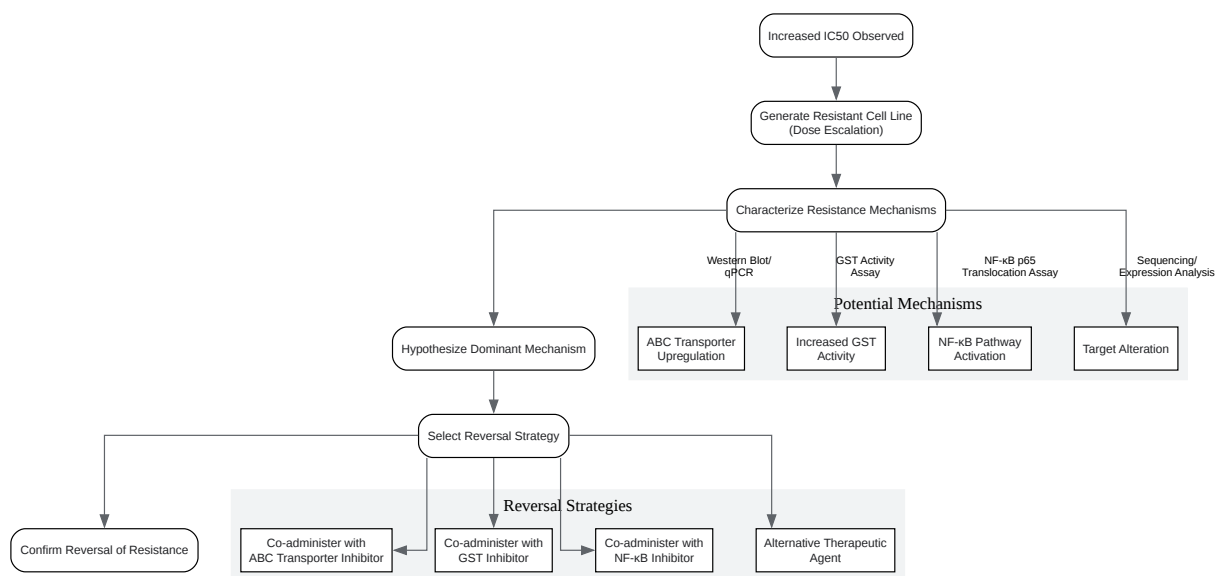 Increased IC50 Observed
Generate Resistant Cell Line
(Dose Escalation)
Characterize Resistance Mechanisms
Western Blot/
qPCR
GST Activity
Assay
NF-κB p65
Translocation Assay
Sequencing/
Expression Analysis
Potential Mechanisms
Hypothesize Dominant Mechanism
ABC Transporter
Upregulation
Increased GST
Activity
NF-κB Pathway
Activation
Target Alteration
Select Reversal Strategy
Reversal Strategies
Confirm Reversal of Resistance
Co-administer with
ABC Transporter Inhibitor
Co-administer with
GST Inhibitor
Co-administer with
NF-κB Inhibitor
Alternative Therapeutic
Agent